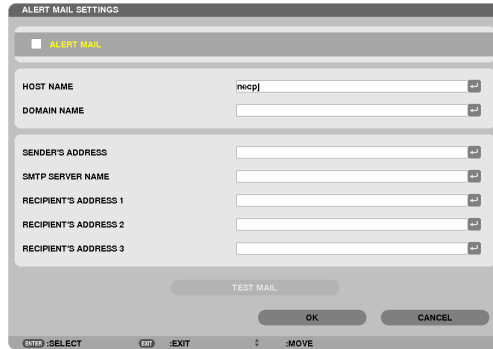 ALERT MAIL SETTINGS
ALERT MAIL
HOST NAME necpj
DOMAIN NAME
SENDER'S ADDRESS
SMTP SERVER NAME
RECIPIENT'S ADDRESS 1
RECIPIENT'S ADDRESS 2
RECIPIENT'S ADDRESS 3
TEST MAIL
OK CANCEL
ENTER :SELECT EXIT :EXIT :MOVE